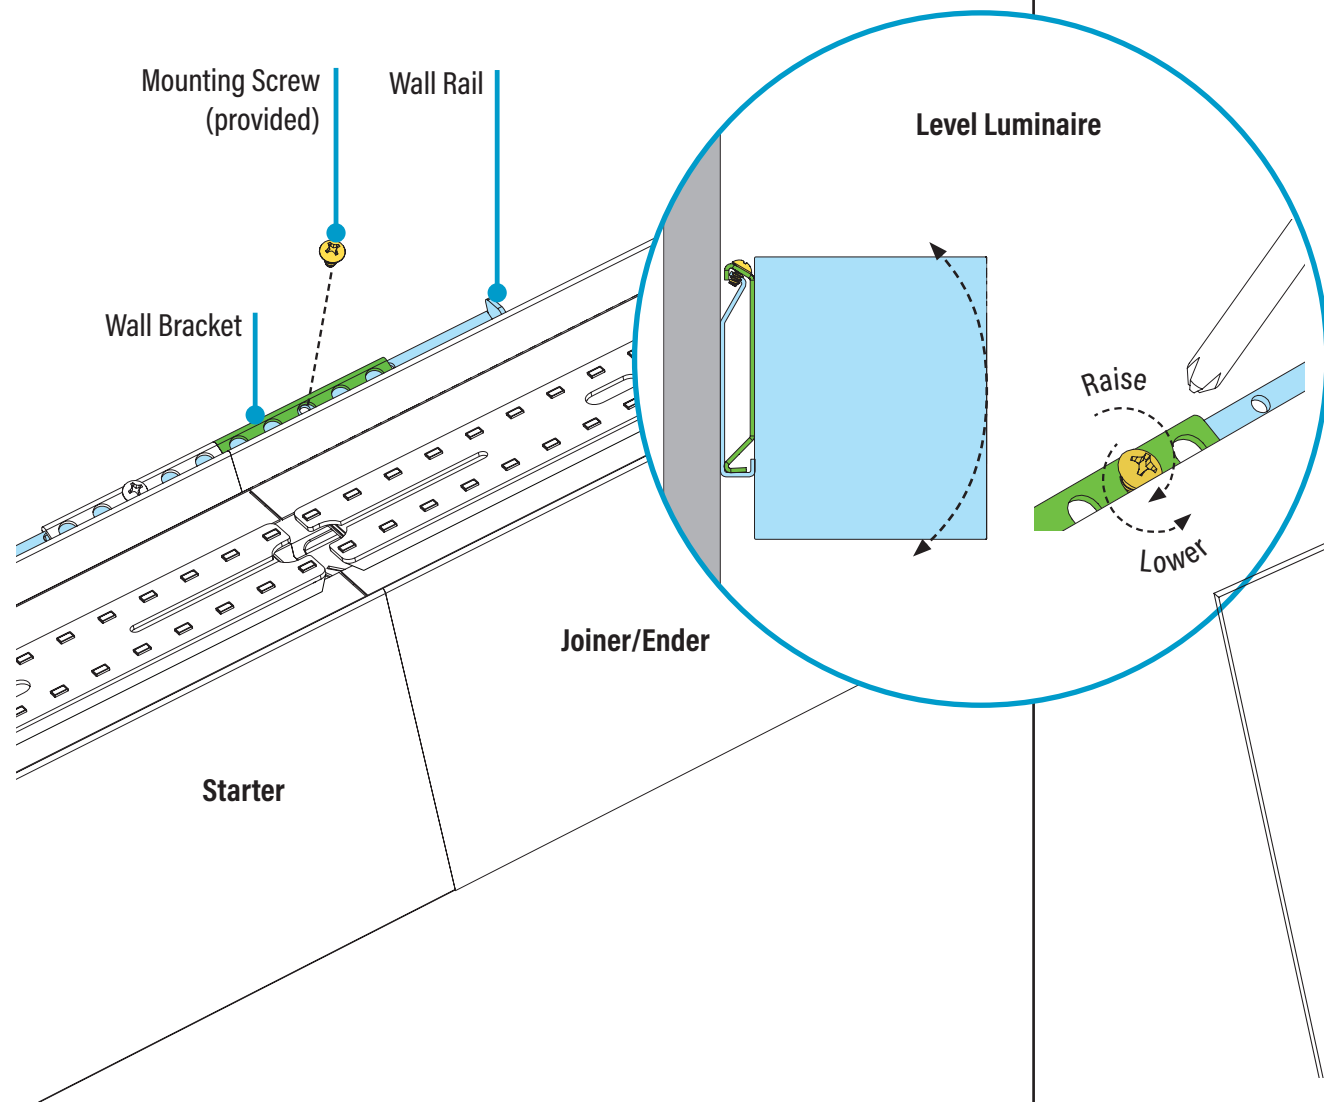 Mounting Screw
(provided)
Wall Rail
Level Luminaire
Wall Bracket
Raise
Lower
Joiner/Ender
Starter